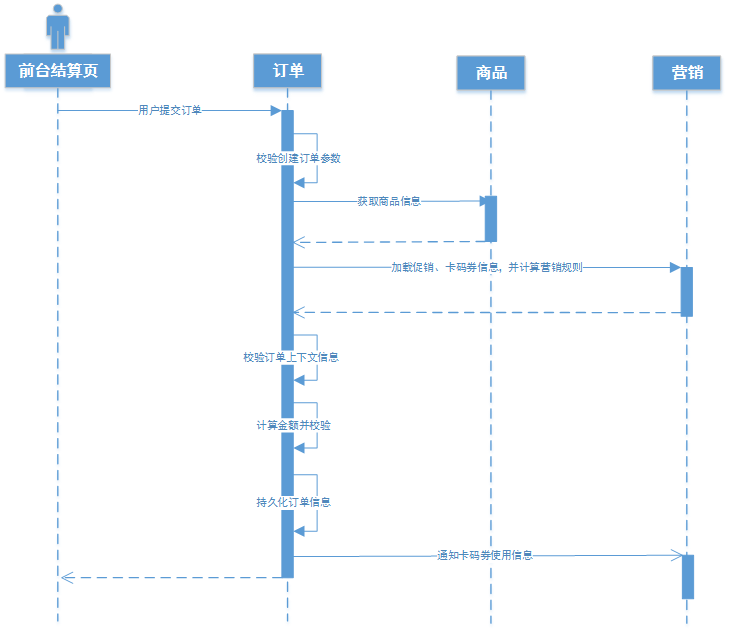 前台结算页
订单
商品
营销
用户提交订单
校验创建订单参数
获取商品信息
加载促销、卡码券信息，并计算营销规则
校验订单上下文信息
计算金额并校验
持久化订单信息
通知卡码券使用信息